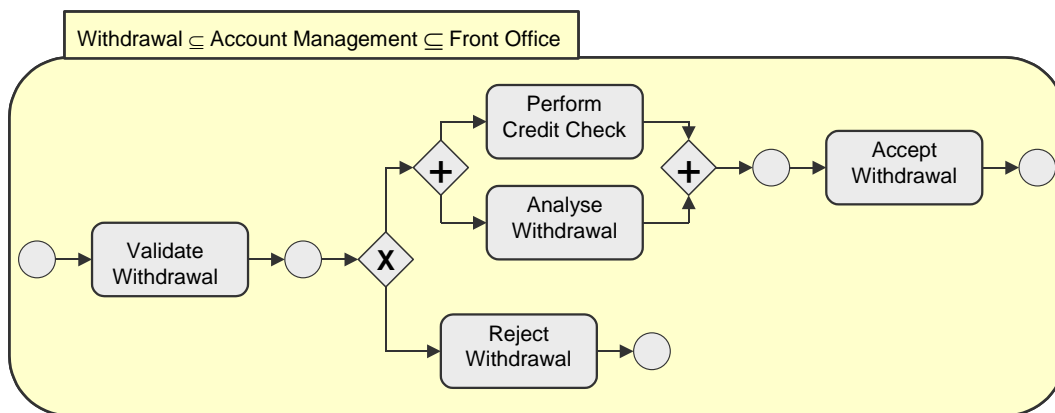 Withdrawal ⊆ Account Management ⊆ Front Office
Perform
Credit Check
Accept
Withdrawal
+
+
Analyse
Withdrawal
Validate
Withdrawal
X
Reject
Withdrawal